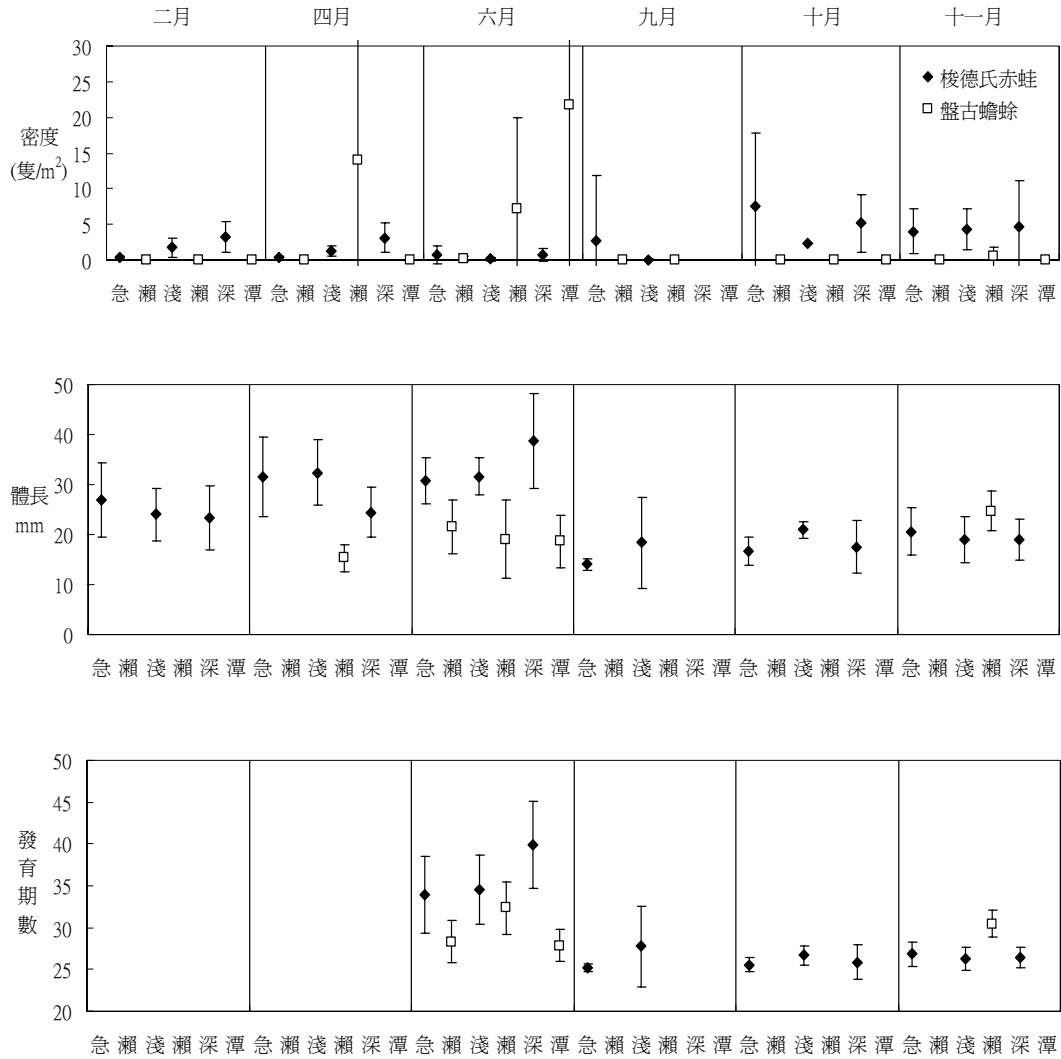 二月 四月 六月 九月 十月 十一月
30
25
20
15
10
5
0
密度
(隻/m²)
梭德氏赤蛙
盤古蟾蜍
急 瀨 淺 瀨 深 潭 急 瀨 淺 瀨 深 潭 急 瀨 淺 瀨 深 潭 急 瀨 淺 瀨 深 潭 急 瀨 淺 瀨 深 潭 急 瀨 淺 瀨 深 潭
50
40
30
20
10
0
體長
mm
急 瀨 淺 瀨 深 潭 急 瀨 淺 瀨 深 潭 急 瀨 淺 瀨 深 潭 急 瀨 淺 瀨 深 潭 急 瀨 淺 瀨 深 潭 急 瀨 淺 瀨 深 潭
50
45
40
35
30
25
20
發
育
期
數
急 瀨 淺 瀨 深 潭 急 瀨 淺 瀨 深 潭 急 瀨 淺 瀨 深 潭 急 瀨 淺 瀨 深 潭 急 瀨 淺 瀨 深 潭 急 瀨 淺 瀨 深 潭